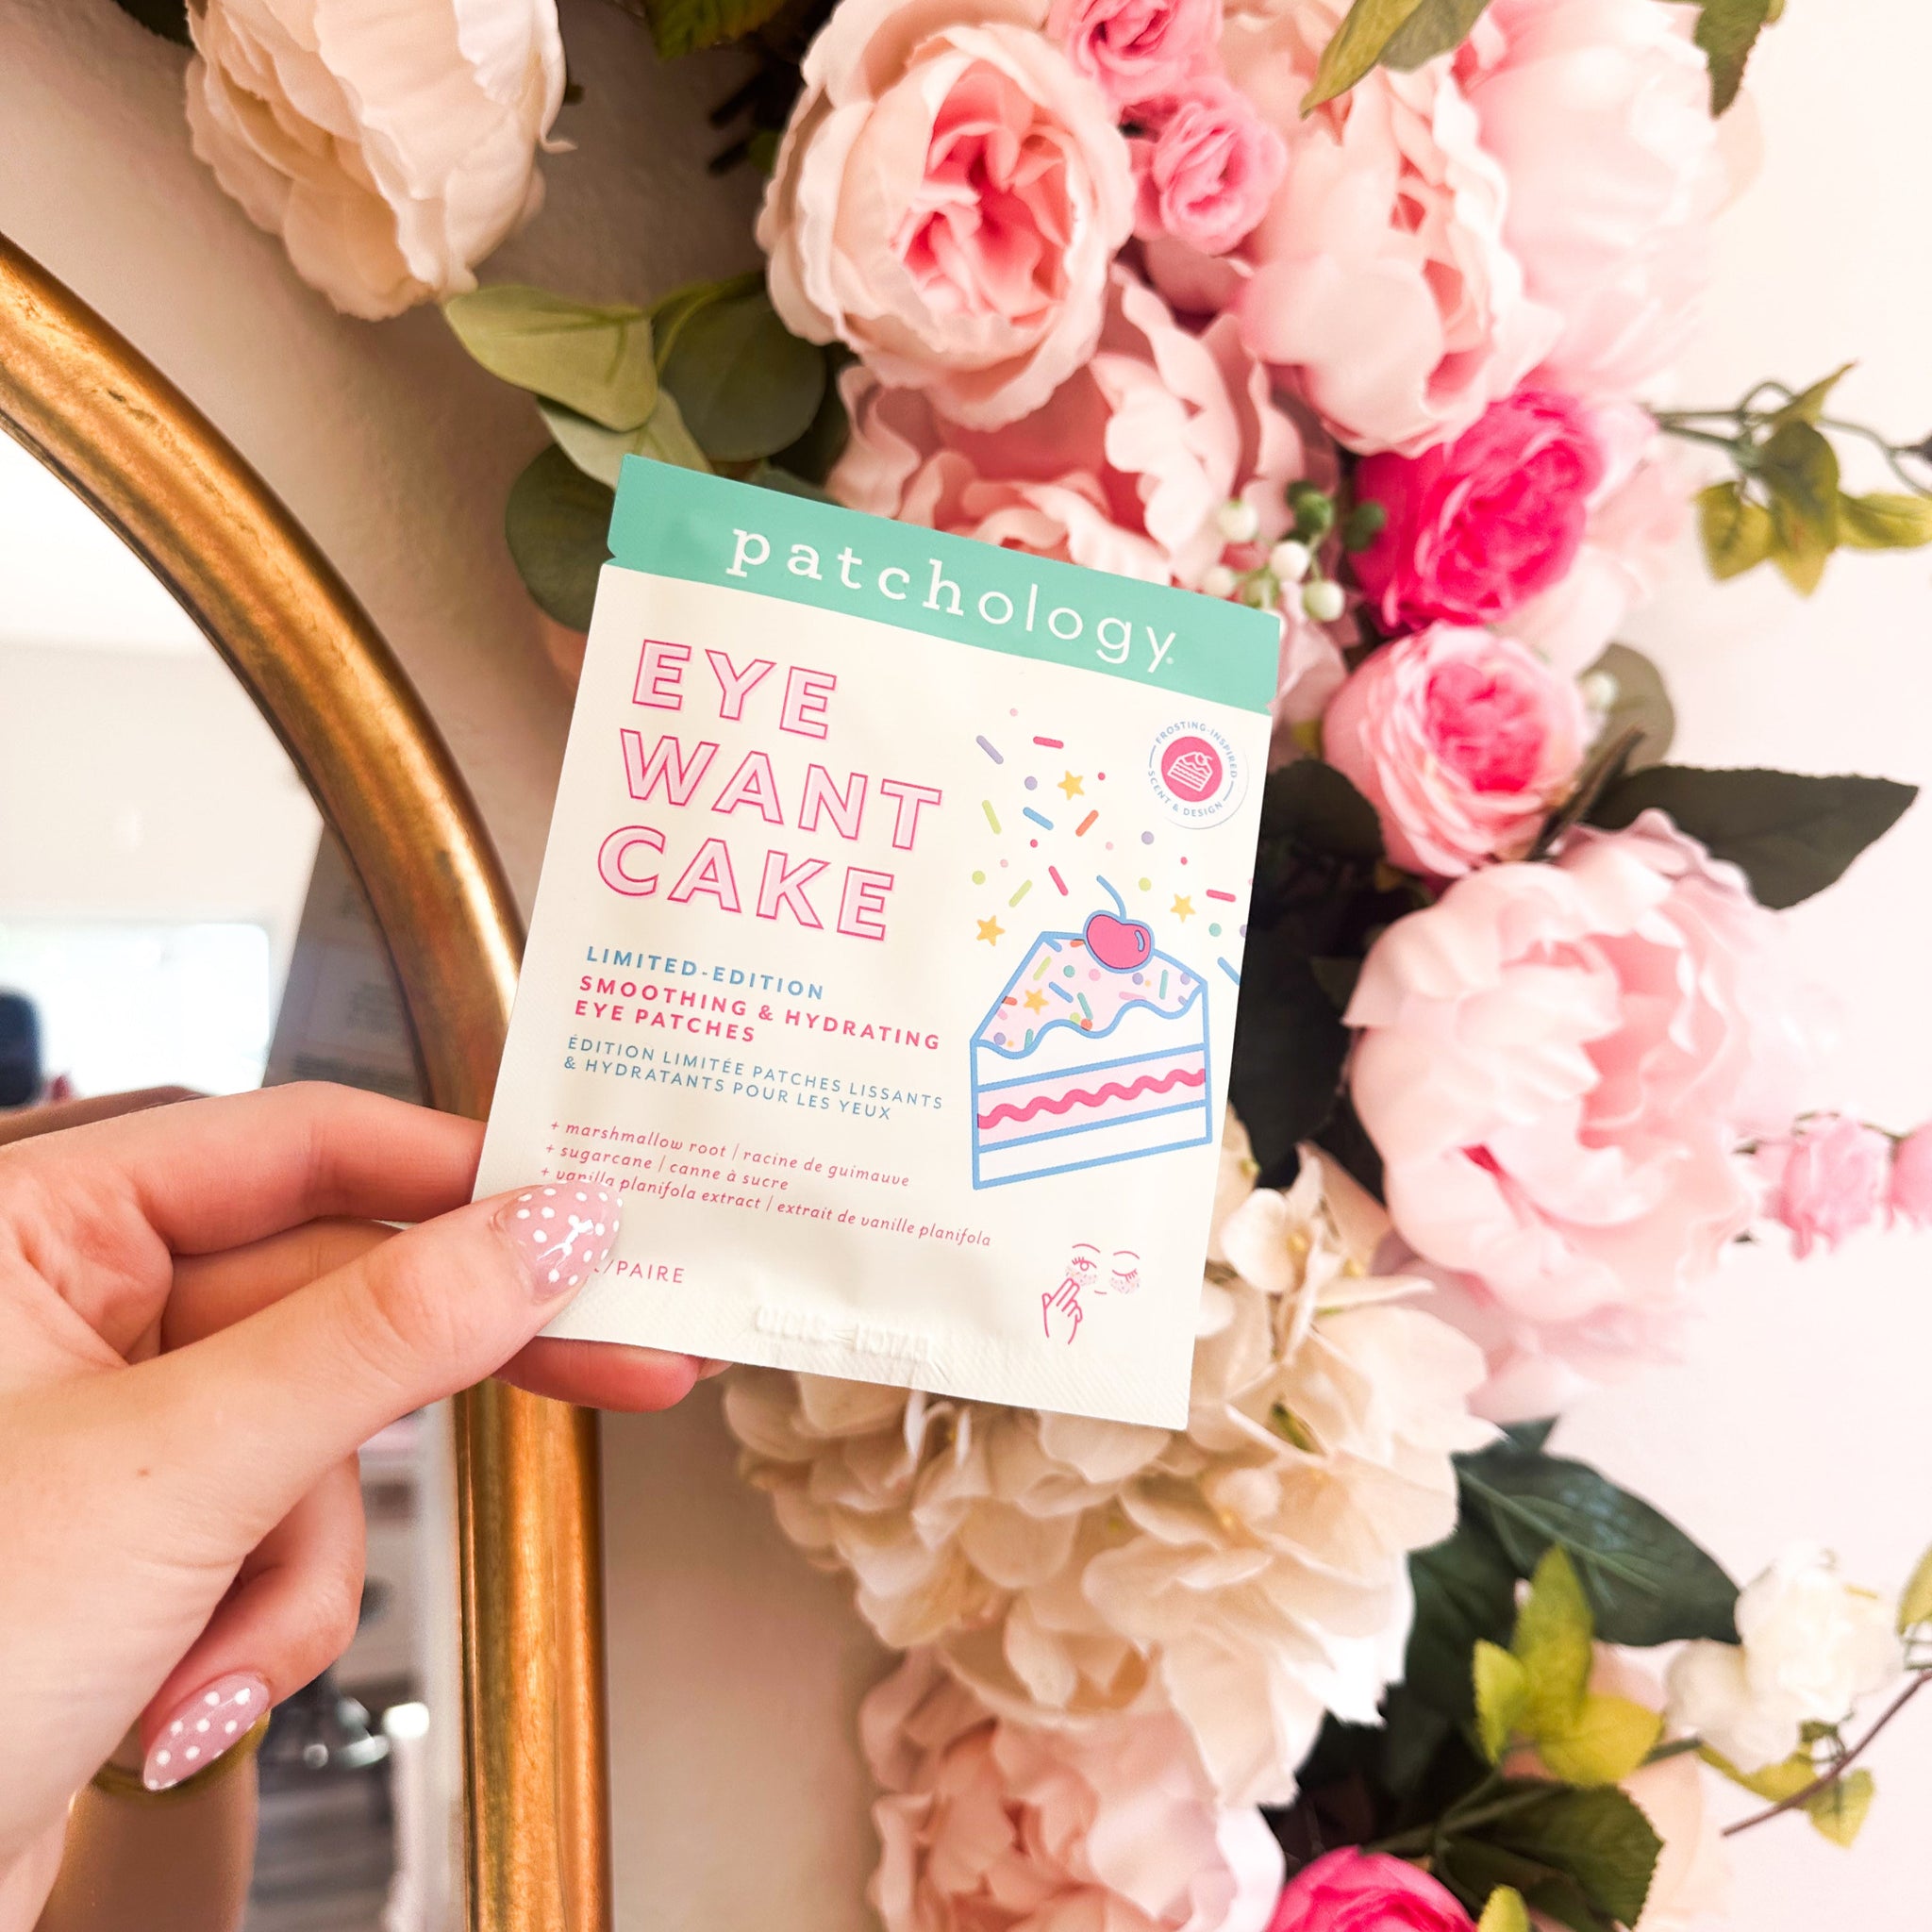 patchology
EYE
WANT
CAKE
FROSTING-INSPIRED
SCENT & DESIGN
LIMITED-EDITION
SMOOTHING & HYDRATING
EYE PATCHES
ÉDITION LIMITÉE PATCHES LISSANTS
& HYDRATANTS POUR LES YEUX
+ marshmallow root | racine de guimauve
+ sugarcane | canne à sucre
+ vanilla planifola extract | extrait de vanille planifola
/PAIRE